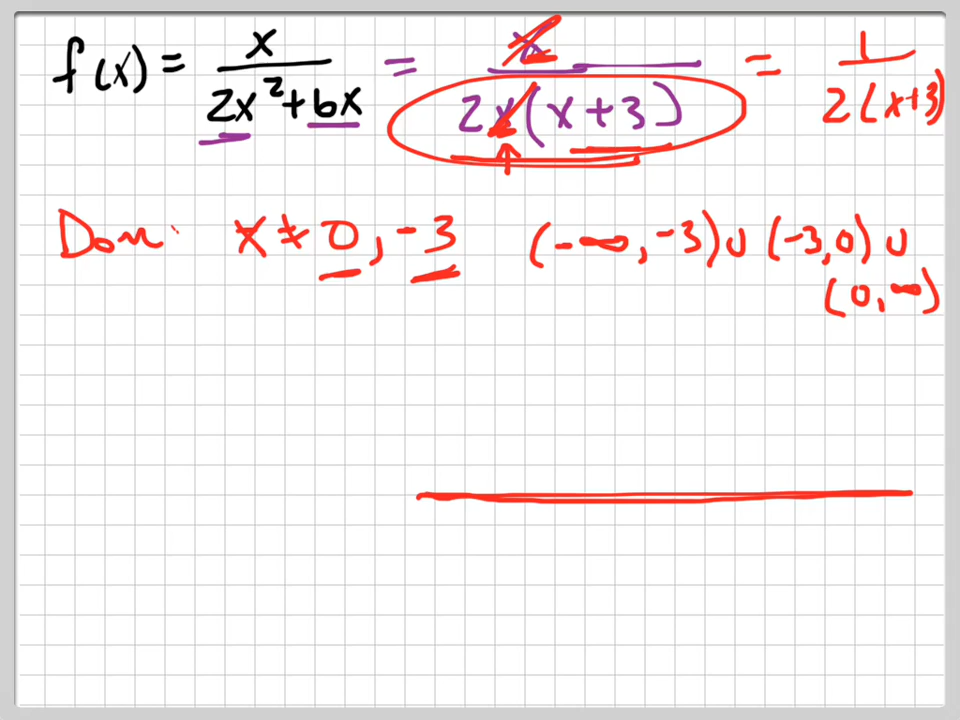 f(x) = x / (2x² + 6x) = x / (2x(x+3)) = 1 / (2(x+3))
Dom: x ≠ 0, -3 (-∞, -3) ∪ (-3, 0) ∪
(0, ∞)